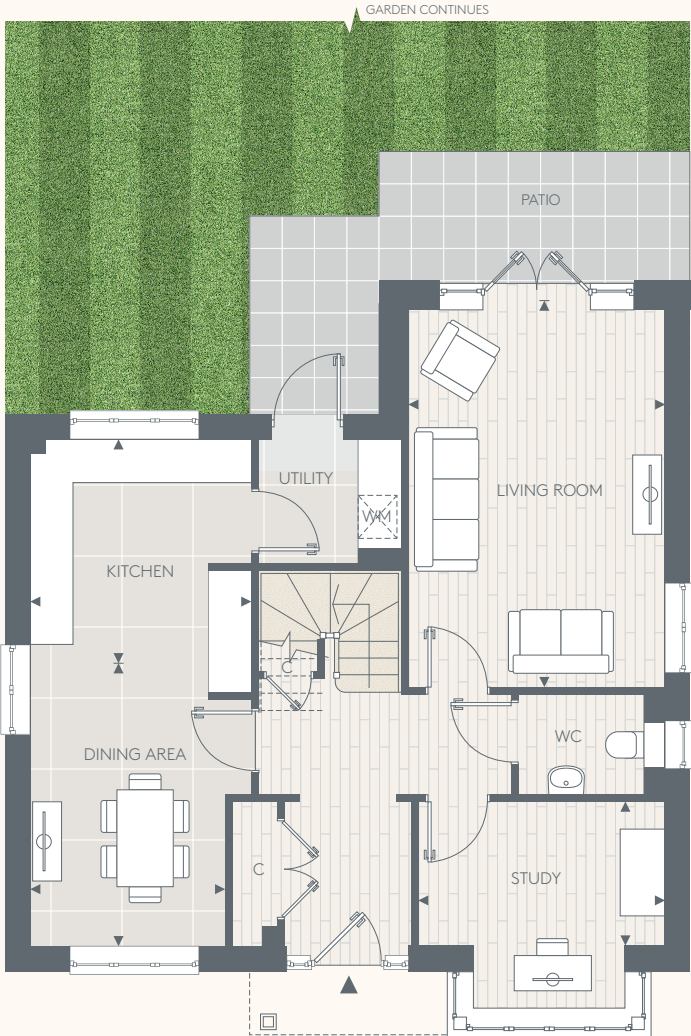 GARDEN CONTINUES
PATIO
UTILITY
LIVING ROOM
WM
KITCHEN
C
WC
DINING AREA
C
STUDY